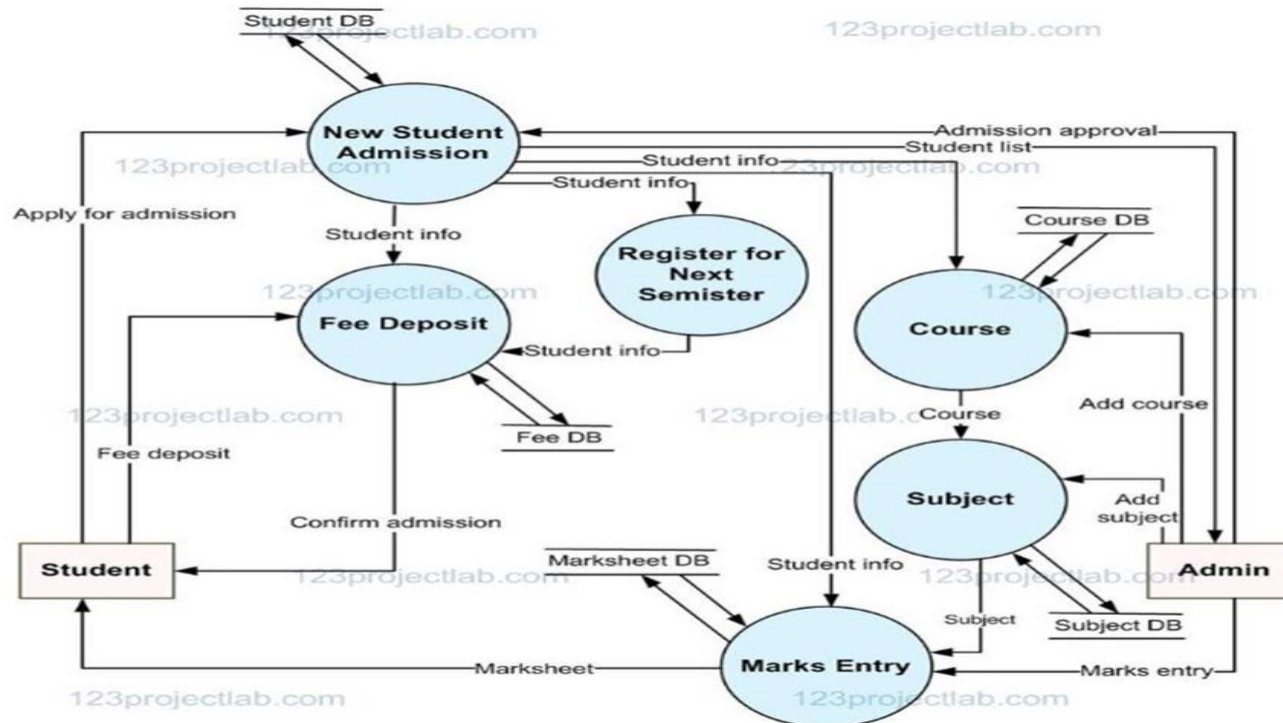 Student DB
123projectlab.com
123projectlab.com
New Student
Admission
Admission approval
Student list
Student info
123projectlab.com
123projectlab.com
Student info
Apply for admission
Student info
Course DB
Register for
Next
Semister
123projectlab.com
123projectlab.com
Fee Deposit
Course
Student info
123projectlab.com
123projectlab.c
Course
Add course
Fee DB
Fee deposit
Subject
Add
subject
Confirm admission
Marksheet DB
Student
123projectlab.com
Student info
123projectlab.com
Admin
Subject
Subject DB
Marksheet
Marks Entry
Marks entry
123projectlab.com
123projectlab.com